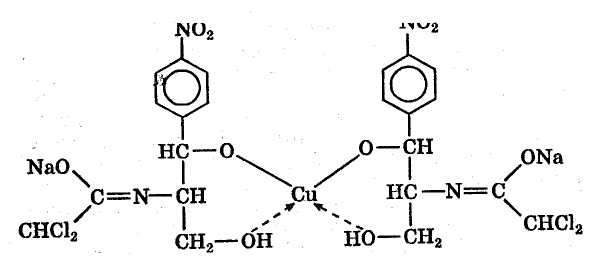 NO2 NO2
HC—O O—CH
NaO ONa
C=N—CH Cu HC—N=C
CHCl2 CHCl2
CH2—OH HO—CH2